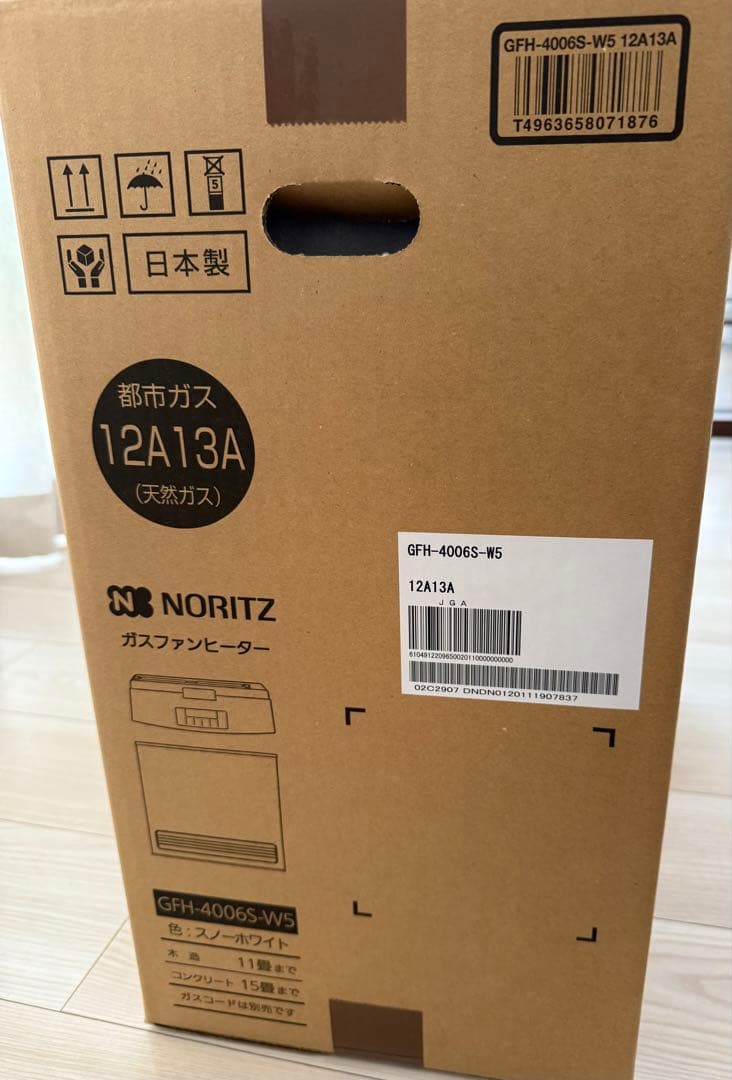 GFH-4006S-W5 12A13A
T4963658071876
5
日本製
都市ガス
12A13A
(天然ガス)
NORITZ
ガスファンヒーター
GFH-4006S-W5
12A13A
JGA
02C2907 DNDN0120111907837
GFH-4006S-W5
色：スノーホワイト
木造 11畳まで
コンクリート 15畳まで
ガスコードは別売です